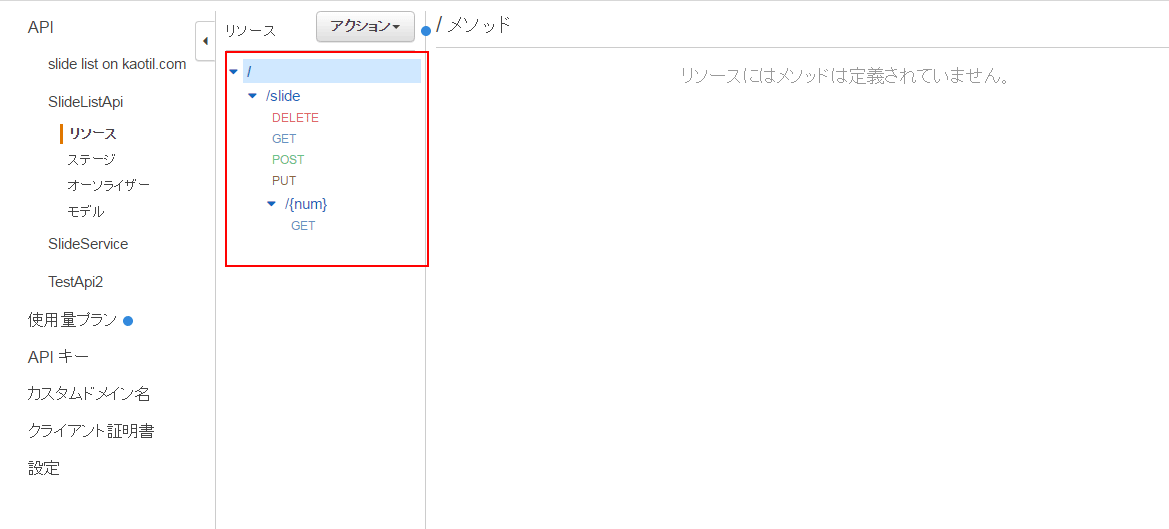 API
slide list on kaotil.com
SlideListApi
リソース
ステージ
オーソライザー
モデル
SlideService
TestApi2
使用量プラン
API キー
カスタムドメイン名
クライアント証明書
設定
リソース
アクション
/
/slide
DELETE
GET
POST
PUT
/{num}
GET
/ メソッド
リソースにはメソッドは定義されていません。